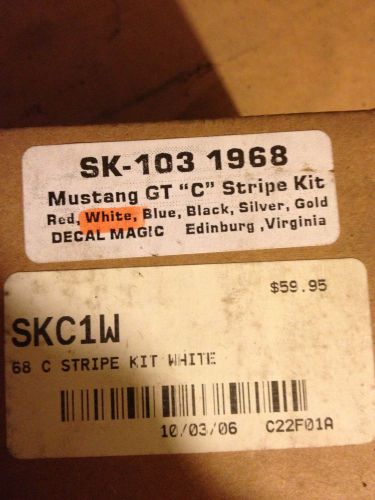 SK-103 1968
Mustang GT "C" Stripe Kit
Red, White, Blue, Black, Silver, Gold
DECAL MAGIC Edinburg ,Virginia
$59.95
SKC1W
68 C STRIPE KIT WHITE
10/03/06 C22F01A